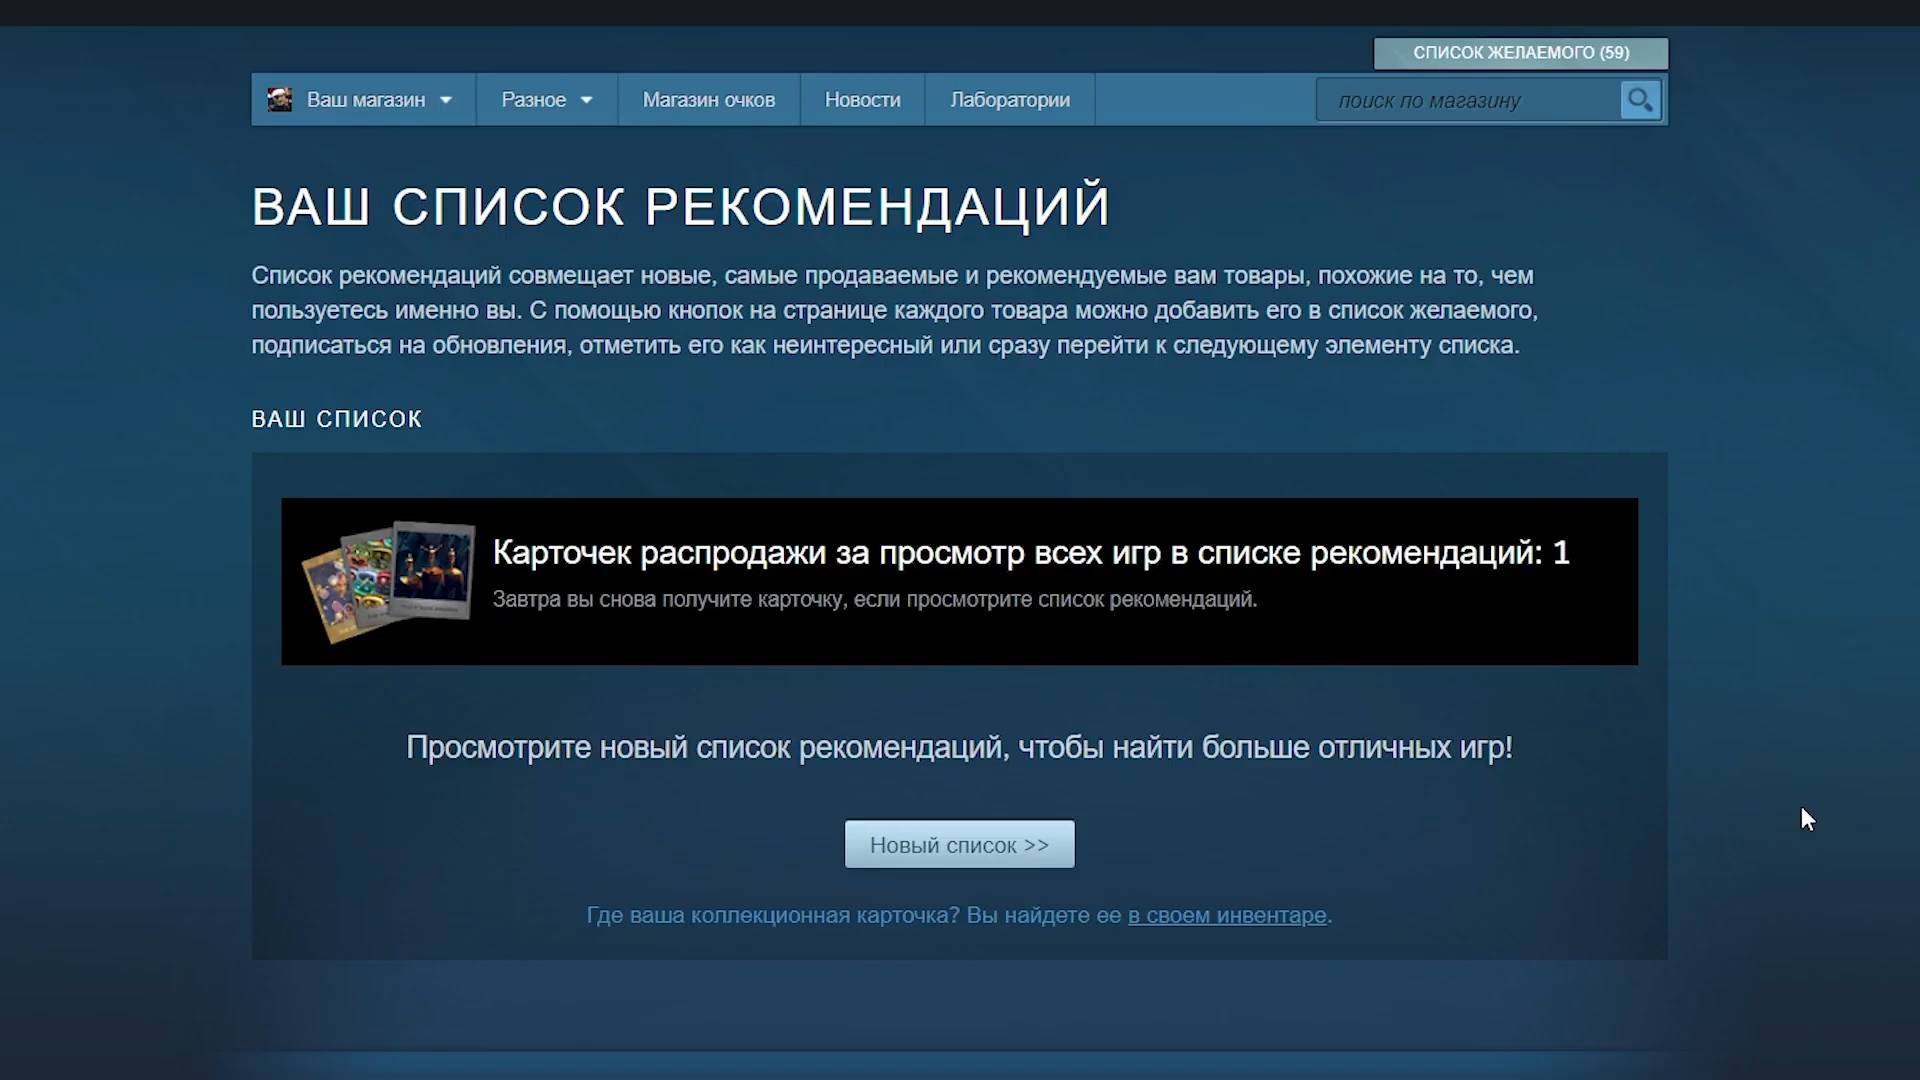 СПИСОК ЖЕЛАЕМОГО (59)
Ваш магазин
Разное
Магазин очков
Новости
Лаборатории
поиск по магазину
ВАШ СПИСОК РЕКОМЕНДАЦИЙ
Список рекомендаций совмещает новые, самые продаваемые и рекомендуемые вам товары, похожие на то, чем
пользуетесь именно вы. С помощью кнопок на странице каждого товара можно добавить его в список желаемого,
подписаться на обновления, отметить его как неинтересный или сразу перейти к следующему элементу списка.
ВАШ СПИСОК
Карточек распродажи за просмотр всех игр в списке рекомендаций: 1
Завтра вы снова получите карточку, если просмотрите список рекомендаций.
Просмотрите новый список рекомендаций, чтобы найти больше отличных игр!
Новый список >>
Где ваша коллекционная карточка? Вы найдете ее в своем инвентаре.